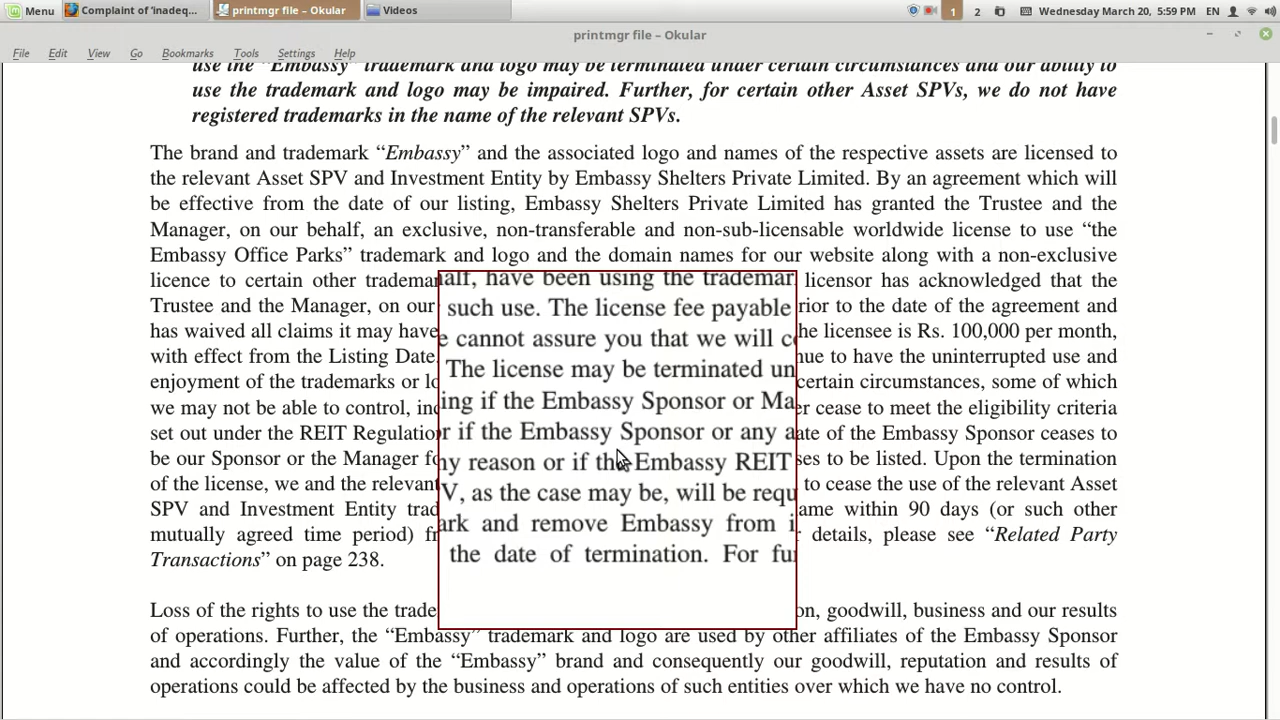 Menu
Complaint of 'inadeq...
printmgr file – Okular
Videos
1
2
Wednesday March 20, 5:59 PM
EN
printmgr file – Okular
File Edit View Go Bookmarks Tools Settings Help
use the “Embassy” trademark and logo may be terminated under certain circumstances and our ability to
use the trademark and logo may be impaired. Further, for certain other Asset SPVs, we do not have
registered trademarks in the name of the relevant SPVs.
The brand and trademark “Embassy” and the associated logo and names of the respective assets are licensed to
the relevant Asset SPV and Investment Entity by Embassy Shelters Private Limited. By an agreement which will
be effective from the date of our listing, Embassy Shelters Private Limited has granted the Trustee and the
Manager, on our behalf, an exclusive, non-transferable and non-sub-licensable worldwide license to use “the
Embassy Office Parks” trademark and logo and the domain names for our website along with a non-exclusive
licence to certain other trademar half, have been using the trademar licensor has acknowledged that the
Trustee and the Manager, on our such use. The license fee payable rior to the date of the agreement and
has waived all claims it may have e cannot assure you that we will co he licensee is Rs. 100,000 per month,
with effect from the Listing Date. The license may be terminated un nue to have the uninterrupted use and
enjoyment of the trademarks or lo ing if the Embassy Sponsor or Ma certain circumstances, some of which
we may not be able to control, inc r if the Embassy Sponsor or any a er cease to meet the eligibility criteria
set out under the REIT Regulatio ny reason or if the Embassy REIT ate of the Embassy Sponsor ceases to
be our Sponsor or the Manager fo V, as the case may be, will be requ ses to be listed. Upon the termination
of the license, we and the relevant ark and remove Embassy from i to cease the use of the relevant Asset
SPV and Investment Entity trad the date of termination. For fu ame within 90 days (or such other
mutually agreed time period) fr details, please see “Related Party
Transactions” on page 238.
Loss of the rights to use the trade on, goodwill, business and our results
of operations. Further, the “Embassy” trademark and logo are used by other affiliates of the Embassy Sponsor
and accordingly the value of the “Embassy” brand and consequently our goodwill, reputation and results of
operations could be affected by the business and operations of such entities over which we have no control.